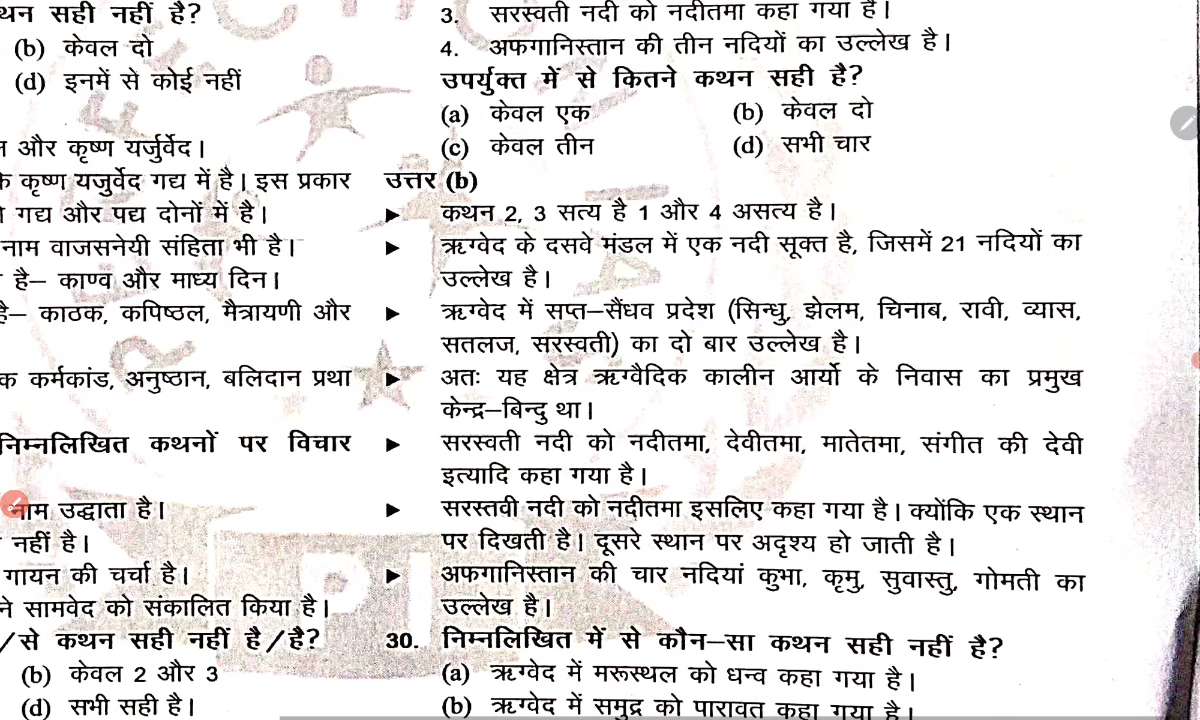 थन सही नहीं है?
(b) केवल दो
(d) इनमें से कोई नहीं
और कृष्ण यर्जुर्वेद।
कृष्ण यजुर्वेद गद्य में है। इस प्रकार
गद्य और पद्य दोनों में है।
नाम वाजसनेयी संहिता भी है।
है– काण्व और माध्य दिन।
है– काठक, कपिष्ठल, मैत्रायणी और
क कर्मकांड, अनुष्ठान, बलिदान प्रथा
निम्नलिखित कथनों पर विचार
नाम उद्घाता है।
नहीं है।
गायन की चर्चा है।
ने सामवेद को संकालित किया है।
/से कथन सही नहीं है/है?
(b) केवल 2 और 3
(d) सभी सही है।
3. सरस्वती नदी को नदीतमा कहा गया है।
4. अफगानिस्तान की तीन नदियों का उल्लेख है।
उपर्युक्त में से कितने कथन सही है?
(a) केवल एक (b) केवल दो
(c) केवल तीन (d) सभी चार
उत्तर (b)
► कथन 2, 3 सत्य है 1 और 4 असत्य है।
► ऋग्वेद के दसवे मंडल में एक नदी सूक्त है, जिसमें 21 नदियों का
उल्लेख है।
► ऋग्वेद में सप्त–सैंधव प्रदेश (सिन्धु, झेलम, चिनाब, रावी, व्यास,
सतलज, सरस्वती) का दो बार उल्लेख है।
► अतः यह क्षेत्र ऋग्वैदिक कालीन आर्यो के निवास का प्रमुख
केन्द्र–बिन्दु था।
► सरस्वती नदी को नदीतमा, देवीतमा, मातेतमा, संगीत की देवी
इत्यादि कहा गया है।
► सरस्तवी नदी को नदीतमा इसलिए कहा गया है। क्योंकि एक स्थान
पर दिखती है। दूसरे स्थान पर अदृश्य हो जाती है।
► अफगानिस्तान की चार नदियां कुभा, कृमु, सुवास्तु, गोमती का
उल्लेख है।
30. निम्नलिखित में से कौन–सा कथन सही नहीं है?
(a) ऋग्वेद में मरूस्थल को धन्व कहा गया है।
(b) ऋग्वेद में समुद्र को पारावत कहा गया है।